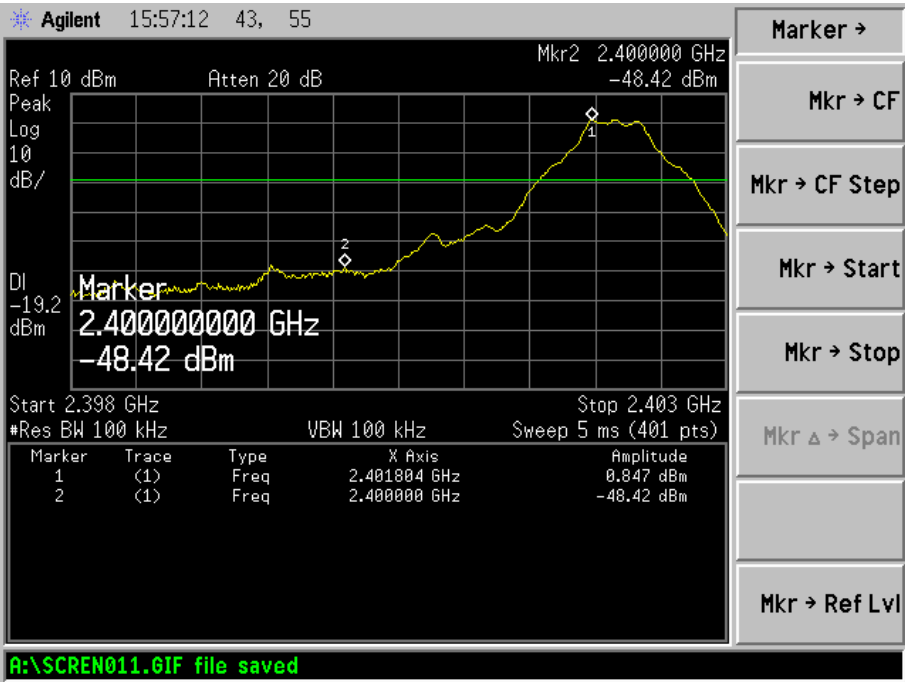 Agilent 15:57:12 43, 55
Mkr2 2.400000 GHz
Ref 10 dBm Atten 20 dB -48.42 dBm
Peak
Log
10
dB/
1
2
DI
-19.2
dBm
Marker
2.400000000 GHz
-48.42 dBm
Start 2.398 GHz Stop 2.403 GHz
#Res BW 100 kHz VBW 100 kHz Sweep 5 ms (401 pts)
Marker Trace Type X Axis Amplitude
1 (1) Freq 2.401804 GHz 0.847 dBm
2 (1) Freq 2.400000 GHz -48.42 dBm
A:\SCREN011.GIF file saved
Marker →
Mkr → CF
Mkr → CF Step
Mkr → Start
Mkr → Stop
Mkr Δ → Span
Mkr → Ref Lvl